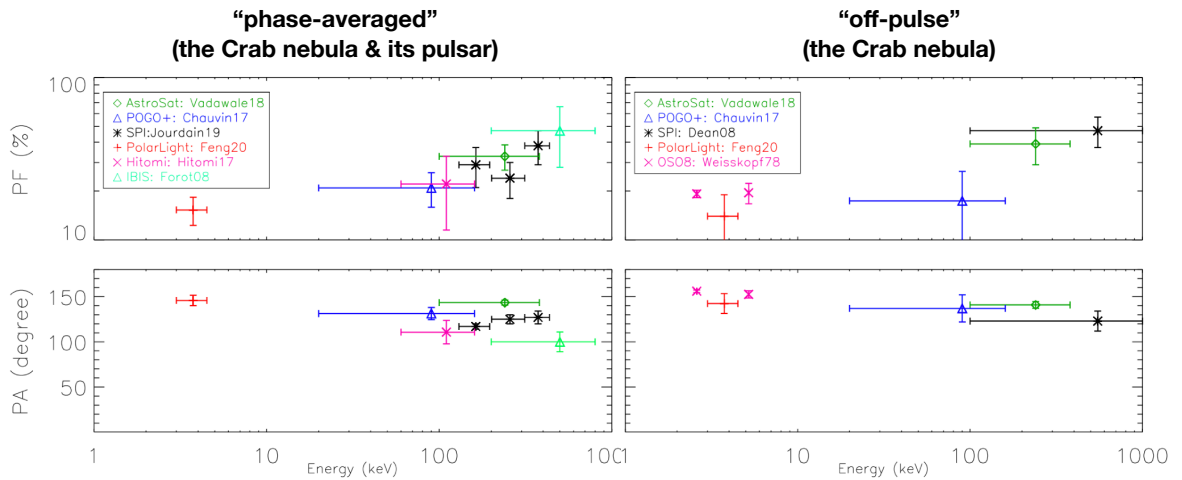 “phase-averaged”
(the Crab nebula & its pulsar)
“off-pulse”
(the Crab nebula)
100
10
PF (%)
AstroSat: Vadawale18
POGO+: Chauvin17
SPI:Jourdain19
PolarLight: Feng20
Hitomi: Hitomi17
IBIS: Forot08
AstroSat: Vadawale18
POGO+: Chauvin17
SPI: Dean08
PolarLight: Feng20
OSO8: Weisskopf78
150
100
50
PA (degree)
1
10
100
100
1
10
100
1000
Energy (keV)
Energy (keV)